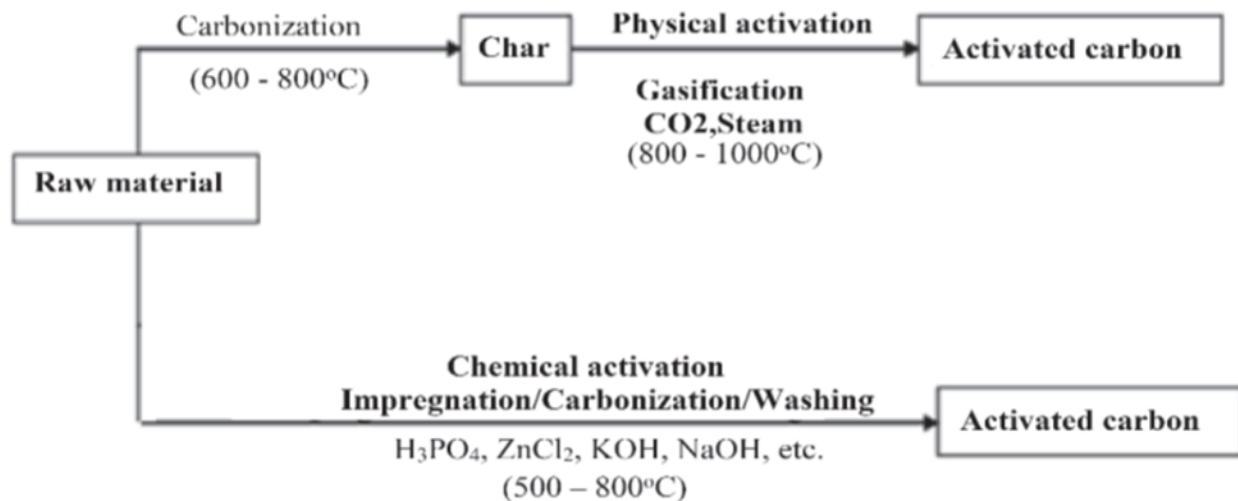 Carbonization
(600 - 800°C)
Char
Physical activation
Gasification
CO2,Steam
(800 - 1000°C)
Activated carbon
Raw material
Chemical activation
Impregnation/Carbonization/Washing
H₃PO₄, ZnCl₂, KOH, NaOH, etc.
(500 – 800°C)
Activated carbon